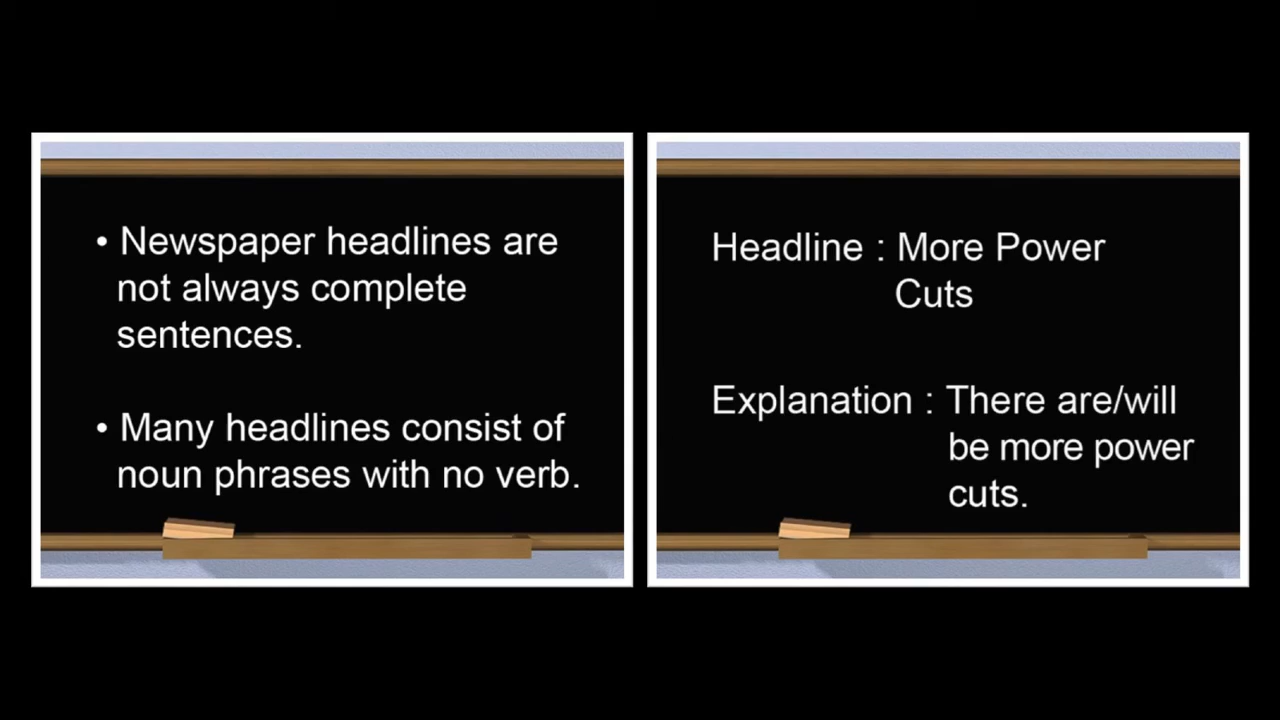 • Newspaper headlines are
not always complete
sentences.
• Many headlines consist of
noun phrases with no verb.
Headline : More Power
Cuts
Explanation : There are/will
be more power
cuts.